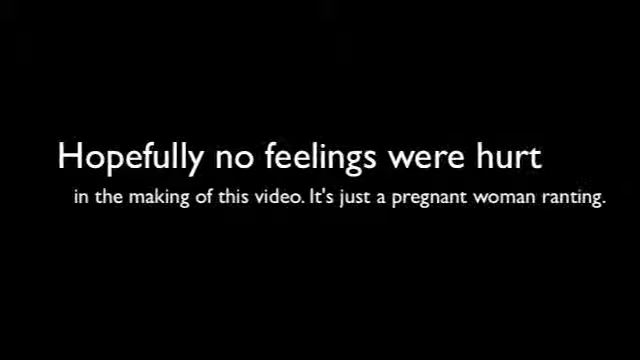 Hopefully no feelings were hurt
in the making of this video. It's just a pregnant woman ranting.